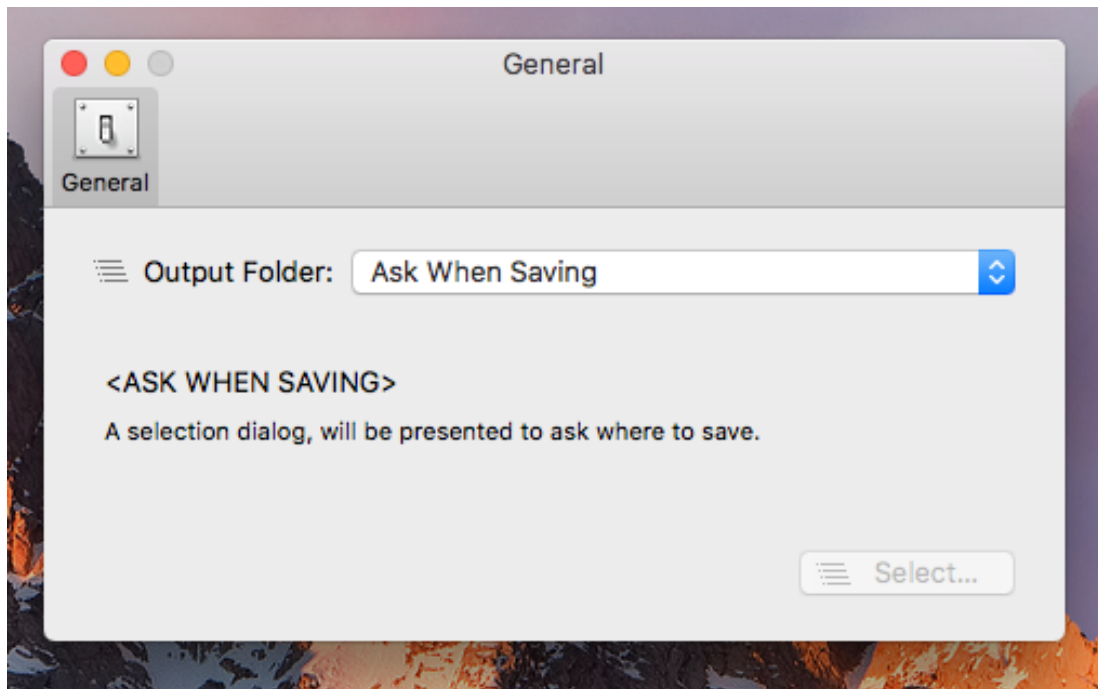 General
General
Output Folder: Ask When Saving
<ASK WHEN SAVING>
A selection dialog, will be presented to ask where to save.
Select...